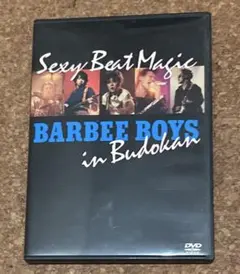 Sexy Beat Magic
BARBEE BOYS
in Budokan
DVD